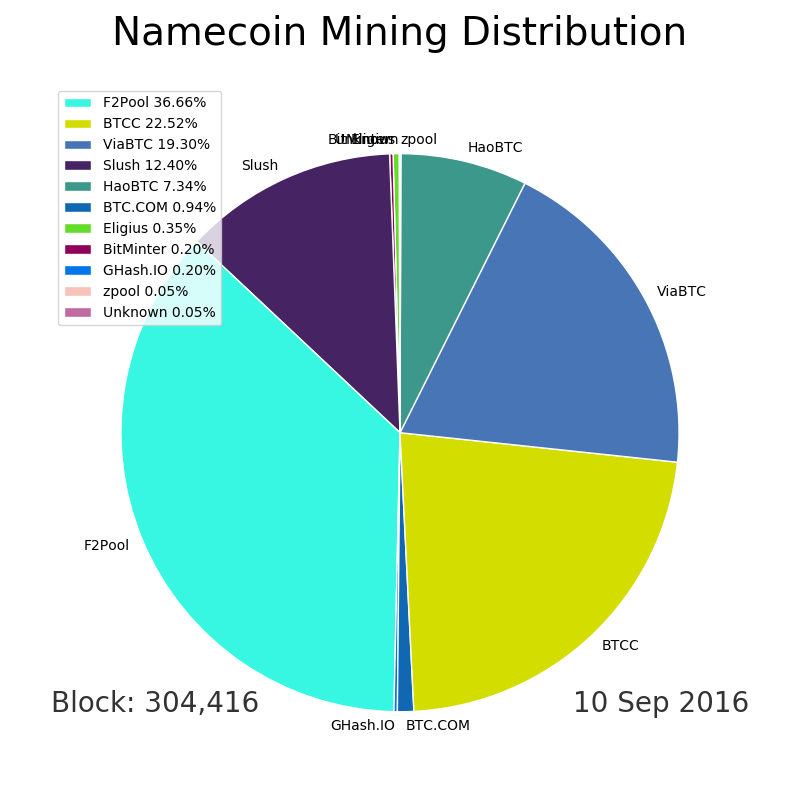 Namecoin Mining Distribution
F2Pool 36.66%
BTCC 22.52%
ViaBTC 19.30%
Slush 12.40%
HaoBTC 7.34%
BTC.COM 0.94%
Eligius 0.35%
BitMinter 0.20%
GHash.IO 0.20%
zpool 0.05%
Unknown 0.05%
zpool
HaoBTC
Slush
ViaBTC
F2Pool
BTCC
GHash.IO
BTC.COM
Block: 304,416
10 Sep 2016